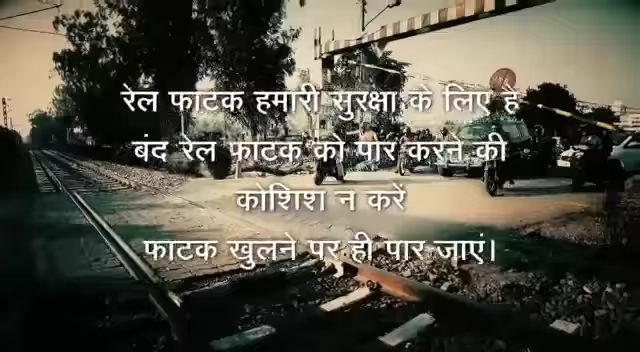 रेल फाटक हमारी सुरक्षा के लिए है
बंद रेल फाटक को पार करने की
कोशिश न करें
फाटक खुलने पर ही पार जाएं।